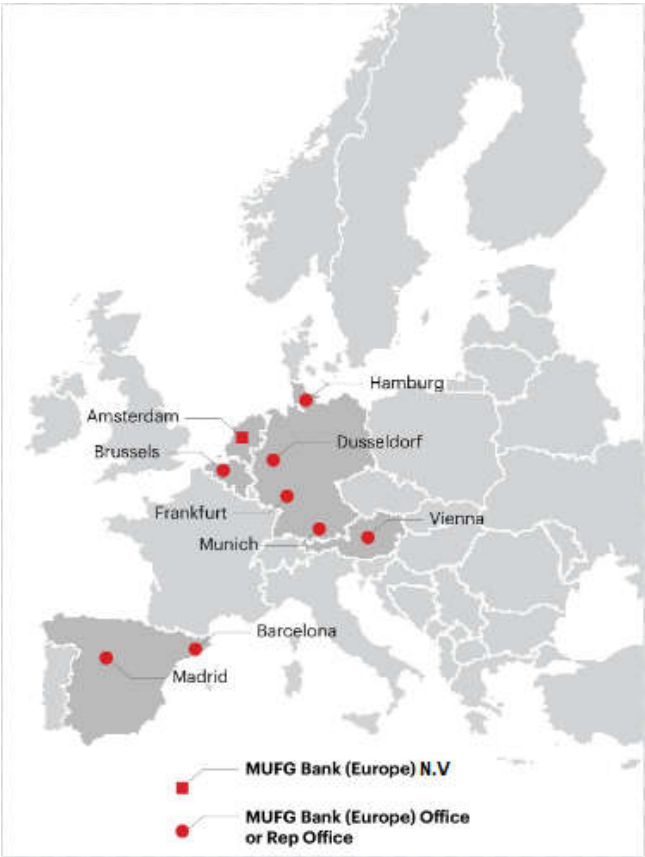 Hamburg
Amsterdam
Dusseldorf
Brussels
Frankfurt
Vienna
Munich
Barcelona
Madrid
MUFG Bank (Europe) N.V
MUFG Bank (Europe) Office
or Rep Office